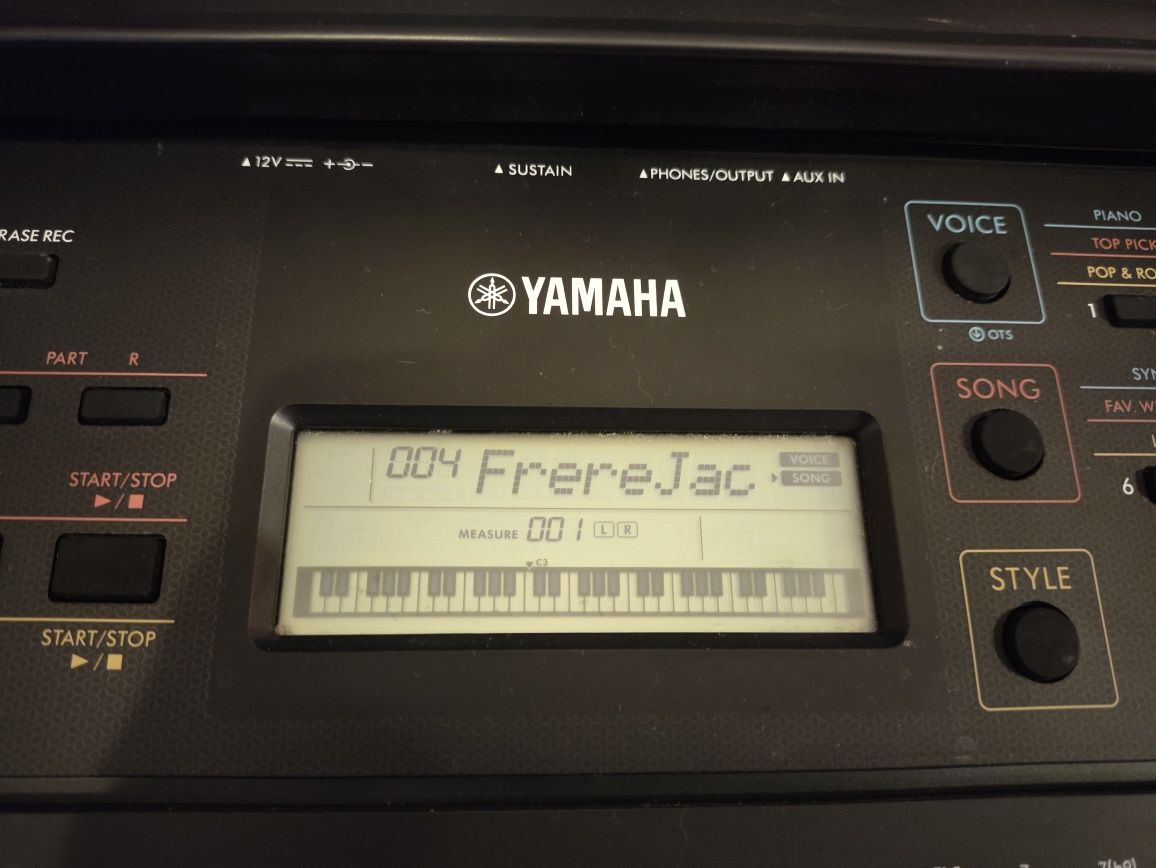 12V
SUSTAIN
PHONES/OUTPUT
AUX IN
RASE REC
YAMAHA
VOICE
PIANO
TOP PICK
POP & RO
1
OTS
PART R
SONG
SYN
FAV. W
6
START/STOP
004 FrereJac
VOICE
SONG
MEASURE 001 L R
C3
STYLE
START/STOP